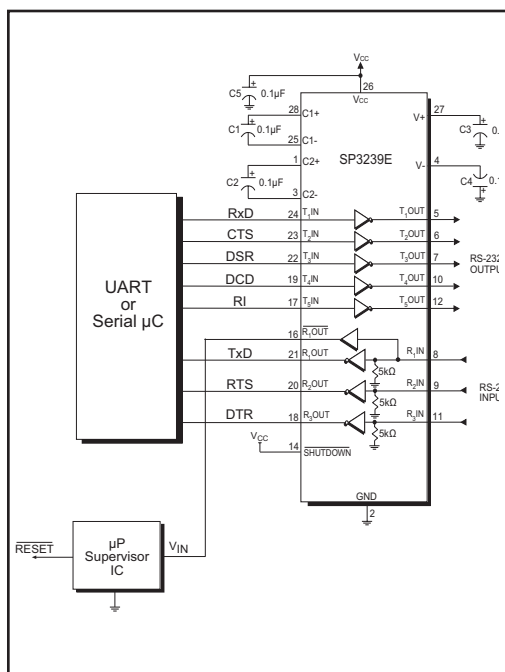 VCC
26
VCC
C5
+
0.1µF
28
C1+
C1
+
0.1µF
25
C1-
1
C2+
C2
+
0.1µF
3
C2-
SP3239E
V+
27
C3
+
V-
4
C4
+
RxD
24
T1IN
T1OUT
5
CTS
23
T2IN
T2OUT
6
DSR
22
T3IN
T3OUT
7
DCD
19
T4IN
T4OUT
10
RI
17
T5IN
T5OUT
12
UART
or
Serial µC
16
R1OUT
TxD
21
R1OUT
R1IN
8
5kΩ
RTS
20
R2OUT
R2IN
9
5kΩ
DTR
18
R3OUT
R3IN
11
5kΩ
VCC
14
SHUTDOWN
GND
2
RESET
µP
Supervisor
IC
VIN